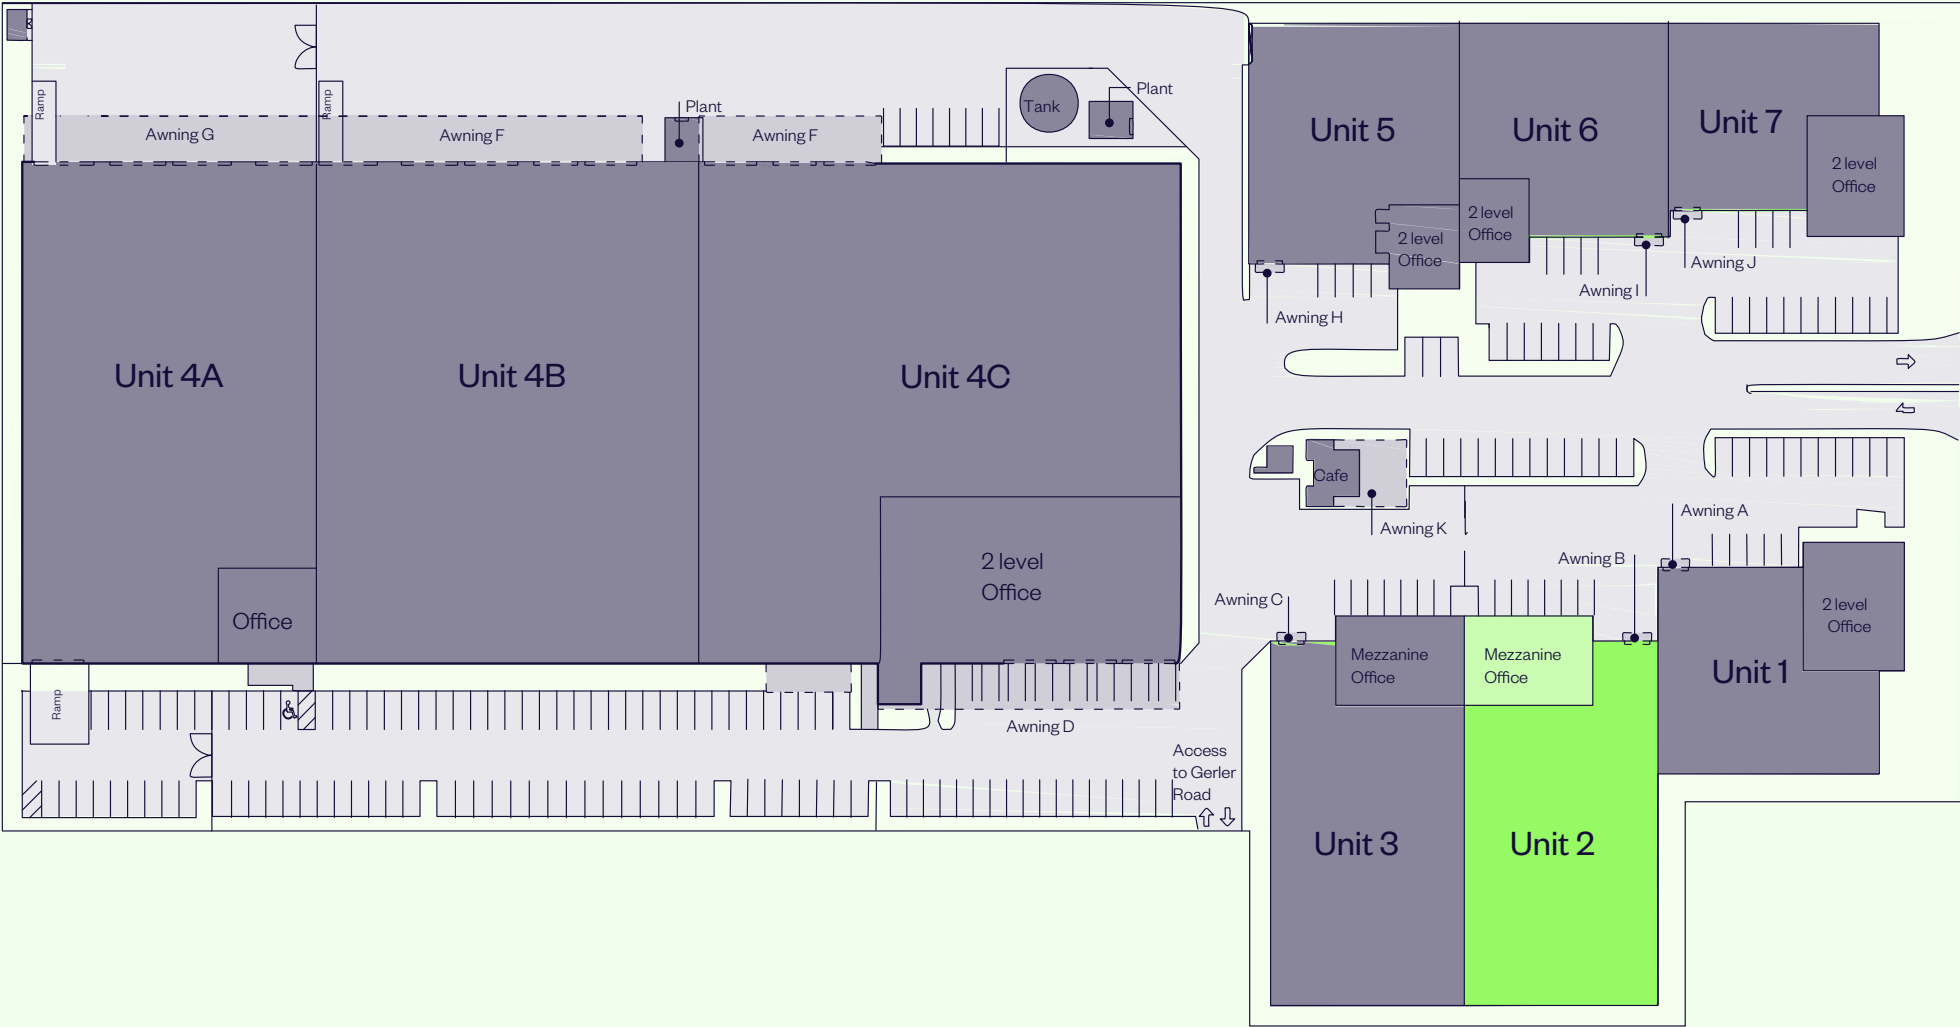 Ramp
Awning G
Ramp
Awning F
Plant
Awning F
Tank
Plant
Unit 5
Unit 6
Unit 7
2 level
Office
2 level
Office
2 level
Office
Awning J
Awning I
Awning H
Unit 4A
Unit 4B
Unit 4C
Cafe
Awning K
Awning A
Awning B
Awning C
2 level
Office
Office
2 level
Office
Mezzanine
Office
Mezzanine
Office
Unit 1
Ramp
Awning D
Access
to Gerler
Road
Unit 3
Unit 2